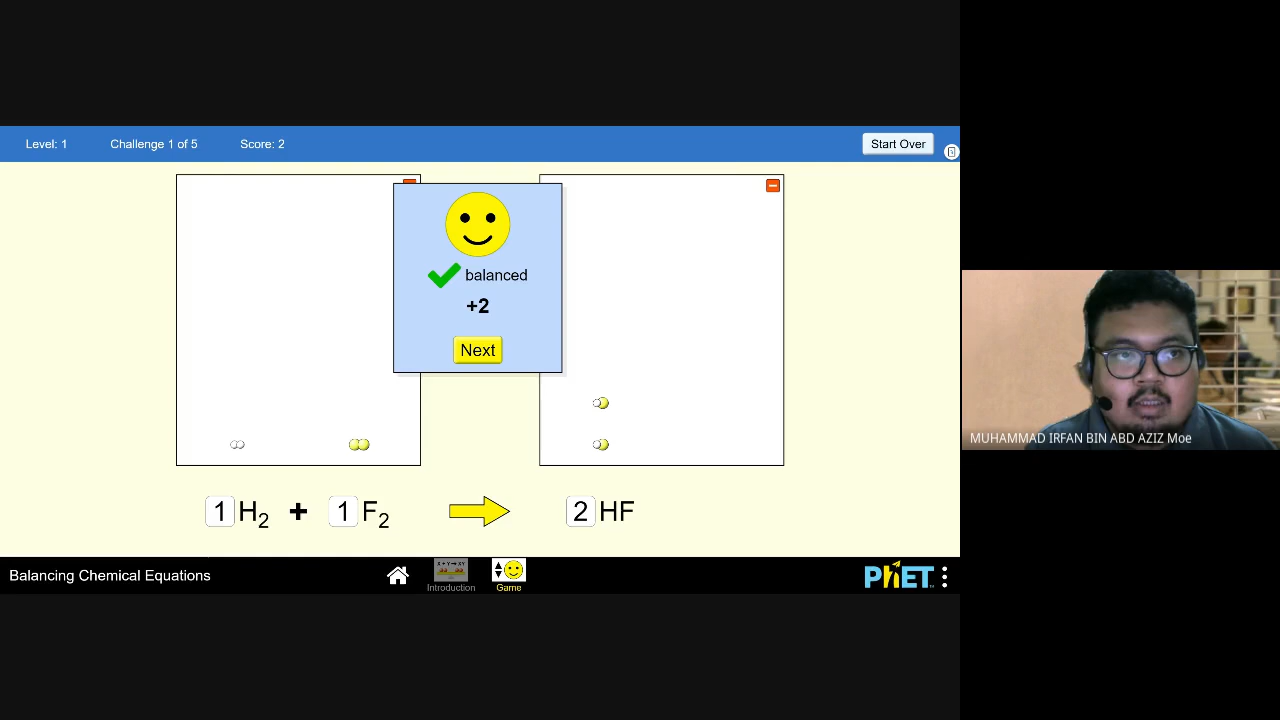 Level: 1 Challenge 1 of 5 Score: 2 Start Over
balanced
+2
Next
MUHAMMAD IRFAN BIN ABD AZIZ Moe
1 H2 + 1 F2 2 HF
Balancing Chemical Equations
Introduction
Game
PhET